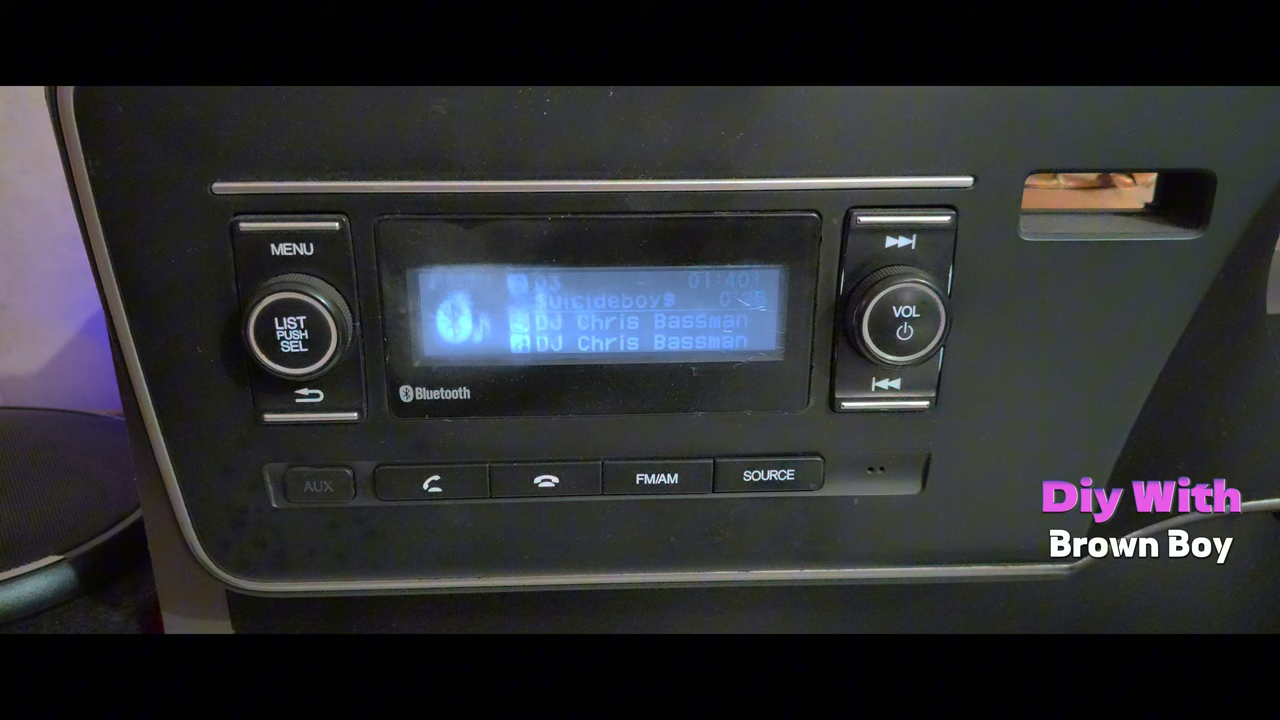 MENU
LIST
PUSH
SEL
03 01:40
Suicideboy$
DJ Chris Bassman
DJ Chris Bassman
Bluetooth
VOL
AUX
FM/AM
SOURCE
Diy With
Brown Boy